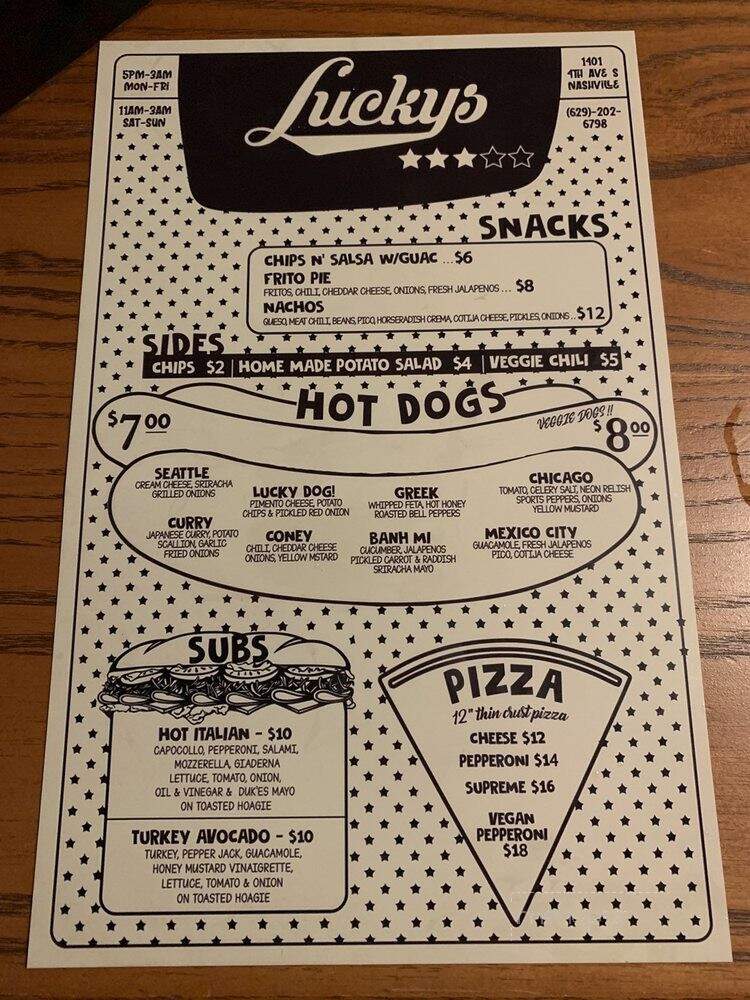 5PM-3AM
MON-FRI
11AM-3AM
SAT-SUN
Luckys
1401
4TH AVE S
NASHVILLE
(629)-202-
6798
SNACKS
CHIPS N' SALSA W/GUAC ...$6
FRITO PIE
FRITOS, CHILI, CHEDDAR CHEESE, ONIONS, FRESH JALAPENOS ... $8
NACHOS
QUESO, MEAT CHILI, BEANS, PICO, HORSERADISH CREMA, COTIJA CHEESE, PICKLES, ONIONS ..$12
SIDES
CHIPS $2 | HOME MADE POTATO SALAD $4 | VEGGIE CHILI $5
HOT DOGS
$7.00
VEGGIE DOGS!!
$8.00
SEATTLE
CREAM CHEESE, SRIRACHA
GRILLED ONIONS
LUCKY DOG!
PIMENTO CHEESE, POTATO
CHIPS & PICKLED RED ONION
GREEK
WHIPPED FETA, HOT HONEY
ROASTED BELL PEPPERS
CHICAGO
TOMATO, CELERY SALT, NEON RELISH
SPORTS PEPPERS, ONIONS
YELLOW MUSTARD
CURRY
JAPANESE CURRY, POTATO
SCALLION, GARLIC
FRIED ONIONS
CONEY
CHILI, CHEDDAR CHEESE
ONIONS, YELLOW MSTARD
BANH MI
CUCUMBER, JALAPENOS
PICKLED CARROT & RADDISH
SRIRACHA MAYO
MEXICO CITY
GUACAMOLE, FRESH JALAPENOS
PICO, COTIJA CHEESE
SUBS
HOT ITALIAN - $10
CAPOCOLLO, PEPPERONI, SALAMI,
MOZZERELLA, GIADERNA
LETTUCE, TOMATO, ONION,
OIL & VINEGAR & DUK'ES MAYO
ON TOASTED HOAGIE
TURKEY AVOCADO - $10
TURKEY, PEPPER JACK, GUACAMOLE,
HONEY MUSTARD VINAIGRETTE,
LETTUCE, TOMATO & ONION
ON TOASTED HOAGIE
PIZZA
12" thin crust pizza
CHEESE $12
PEPPERONI $14
SUPREME $16
VEGAN
PEPPERONI
$18